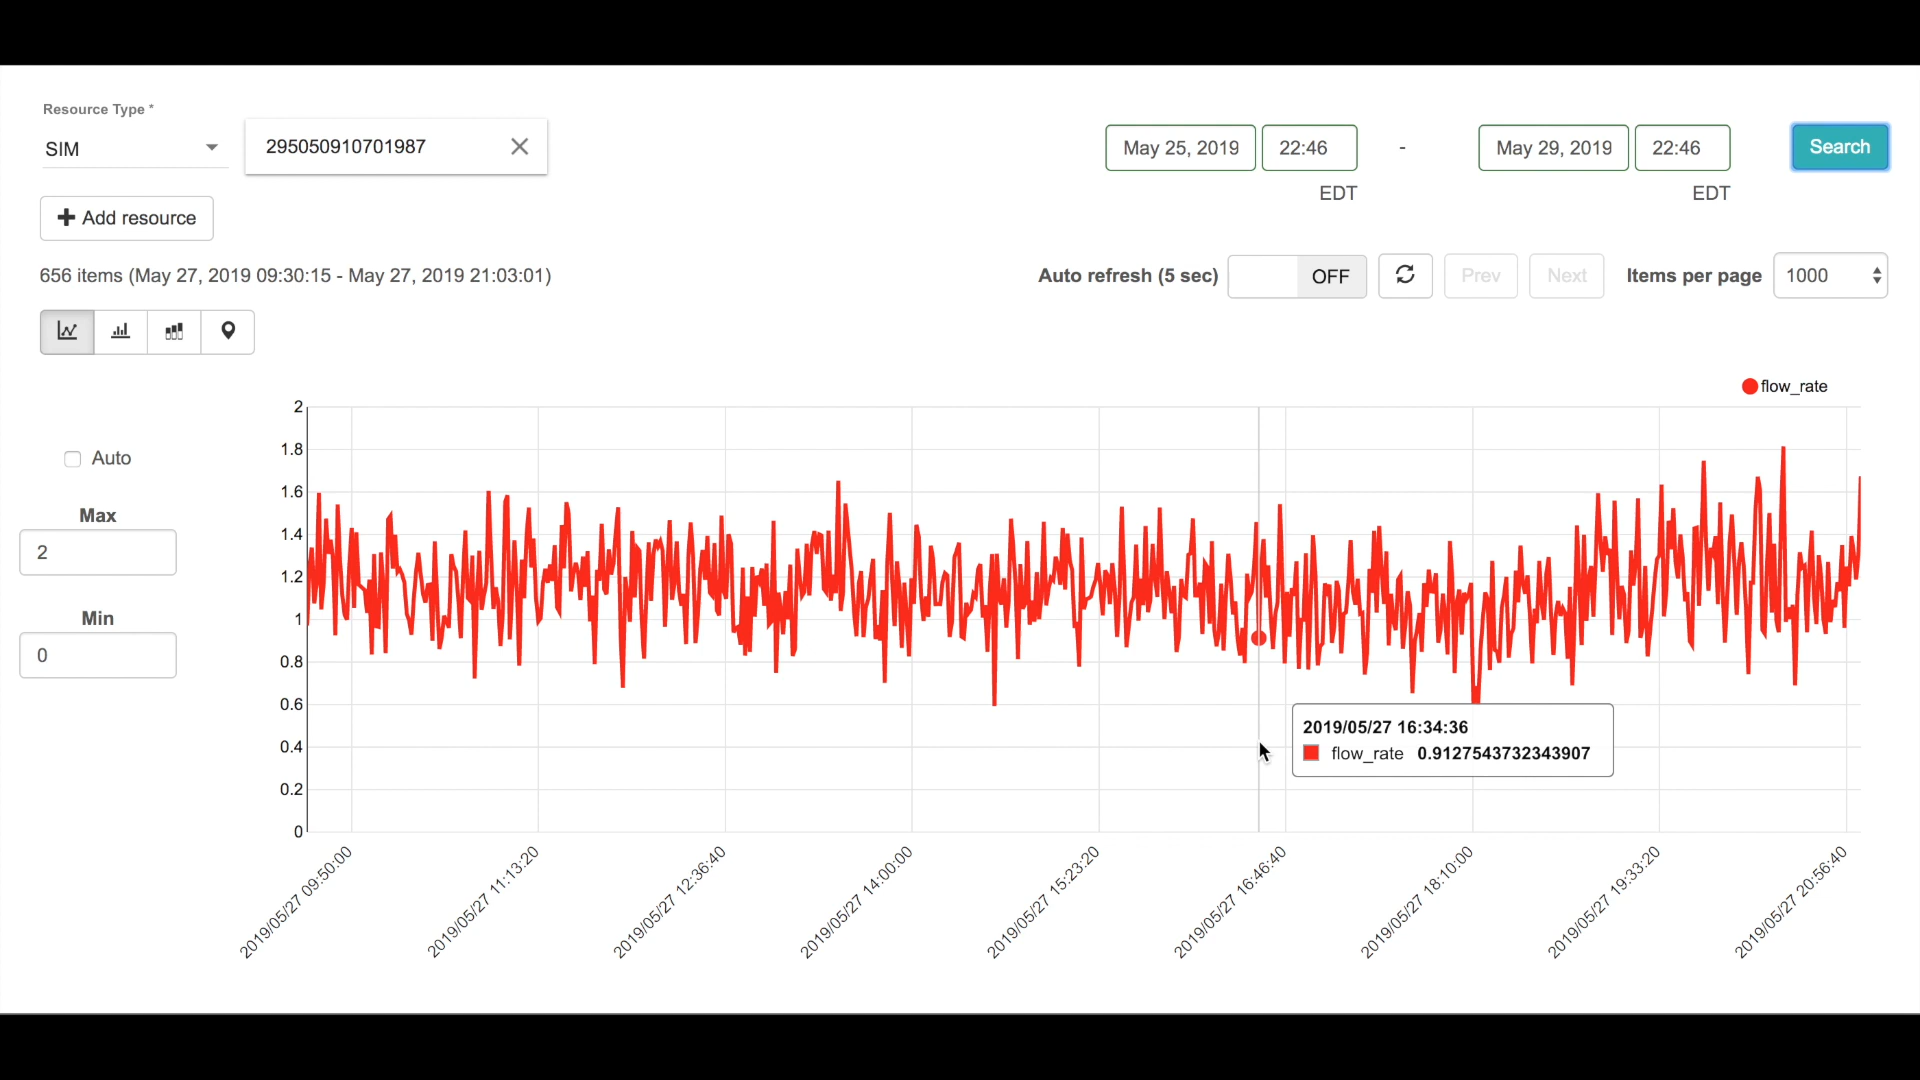 Resource Type *
SIM
295050910701987
May 25, 2019 22:46 - May 29, 2019 22:46 Search
EDT EDT
Add resource
656 items (May 27, 2019 09:30:15 - May 27, 2019 21:03:01)
Auto refresh (5 sec) OFF Prev Next Items per page 1000
flow_rate
Auto
Max
2
Min
0
2
1.8
1.6
1.4
1.2
1
0.8
0.6
0.4
0.2
0
2019/05/27 16:34:36
flow_rate 0.9127543732343907
2019/05/27 09:50:00
2019/05/27 11:13:20
2019/05/27 12:36:40
2019/05/27 14:00:00
2019/05/27 15:23:20
2019/05/27 16:46:40
2019/05/27 18:10:00
2019/05/27 19:33:20
2019/05/27 20:56:40